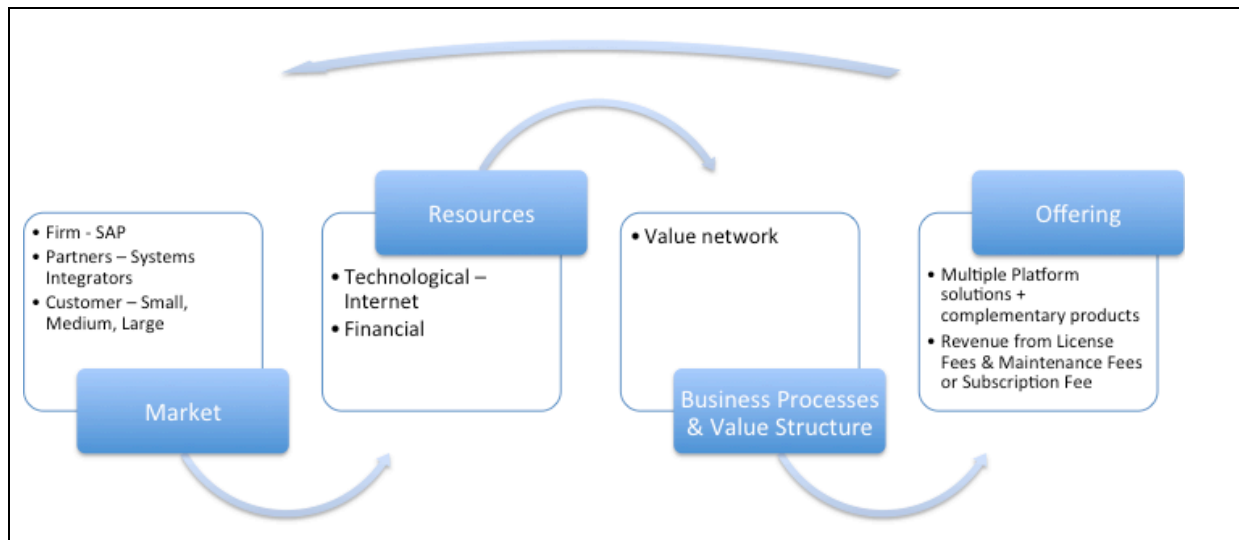 • Firm - SAP
• Partners – Systems
Integrators
• Customer – Small,
Medium, Large
Market
Resources
• Technological –
Internet
• Financial
• Value network
Business Processes
& Value Structure
Offering
• Multiple Platform
solutions +
complementary products
• Revenue from License
Fees & Maintenance Fees
or Subscription Fee